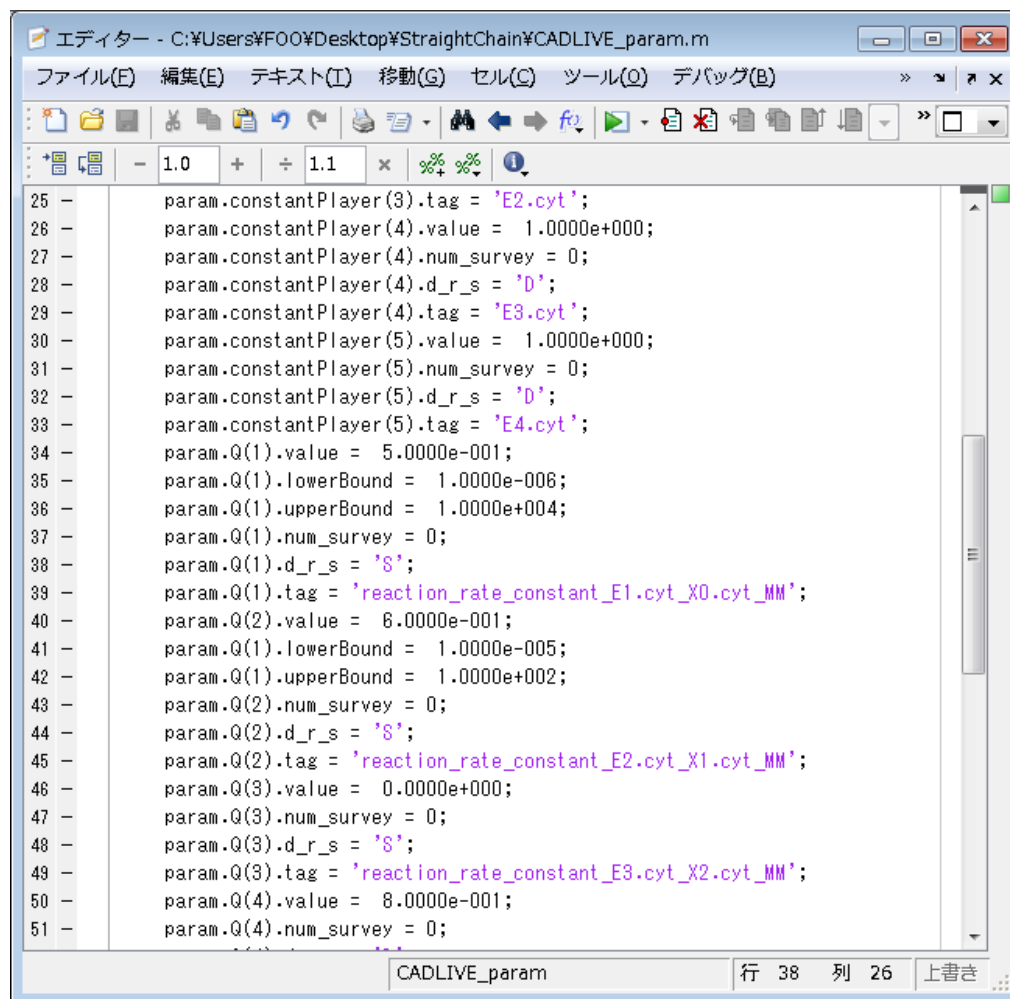 エディター - C:¥Users¥FOO¥Desktop¥StraightChain¥CADLIVE_param.m
ファイル(F) 編集(E) テキスト(T) 移動(G) セル(C) ツール(O) デバッグ(B) »
- 1.0 + ÷ 1.1 ×
25 - param.constantPlayer(3).tag = 'E2.cyt';
26 - param.constantPlayer(4).value =  1.0000e+000;
27 - param.constantPlayer(4).num_survey = 0;
28 - param.constantPlayer(4).d_r_s = 'D';
29 - param.constantPlayer(4).tag = 'E3.cyt';
30 - param.constantPlayer(5).value =  1.0000e+000;
31 - param.constantPlayer(5).num_survey = 0;
32 - param.constantPlayer(5).d_r_s = 'D';
33 - param.constantPlayer(5).tag = 'E4.cyt';
34 - param.Q(1).value =  5.0000e-001;
35 - param.Q(1).lowerBound =  1.0000e-006;
36 - param.Q(1).upperBound =  1.0000e+004;
37 - param.Q(1).num_survey = 0;
38 - param.Q(1).d_r_s = 'S';
39 - param.Q(1).tag = 'reaction_rate_constant_E1.cyt_X0.cyt_MM';
40 - param.Q(2).value =  6.0000e-001;
41 - param.Q(1).lowerBound =  1.0000e-005;
42 - param.Q(1).upperBound =  1.0000e+002;
43 - param.Q(2).num_survey = 0;
44 - param.Q(2).d_r_s = 'S';
45 - param.Q(2).tag = 'reaction_rate_constant_E2.cyt_X1.cyt_MM';
46 - param.Q(3).value =  0.0000e+000;
47 - param.Q(3).num_survey = 0;
48 - param.Q(3).d_r_s = 'S';
49 - param.Q(3).tag = 'reaction_rate_constant_E3.cyt_X2.cyt_MM';
50 - param.Q(4).value =  8.0000e-001;
51 - param.Q(4).num_survey = 0;
CADLIVE_param 行 38 列 26 上書き